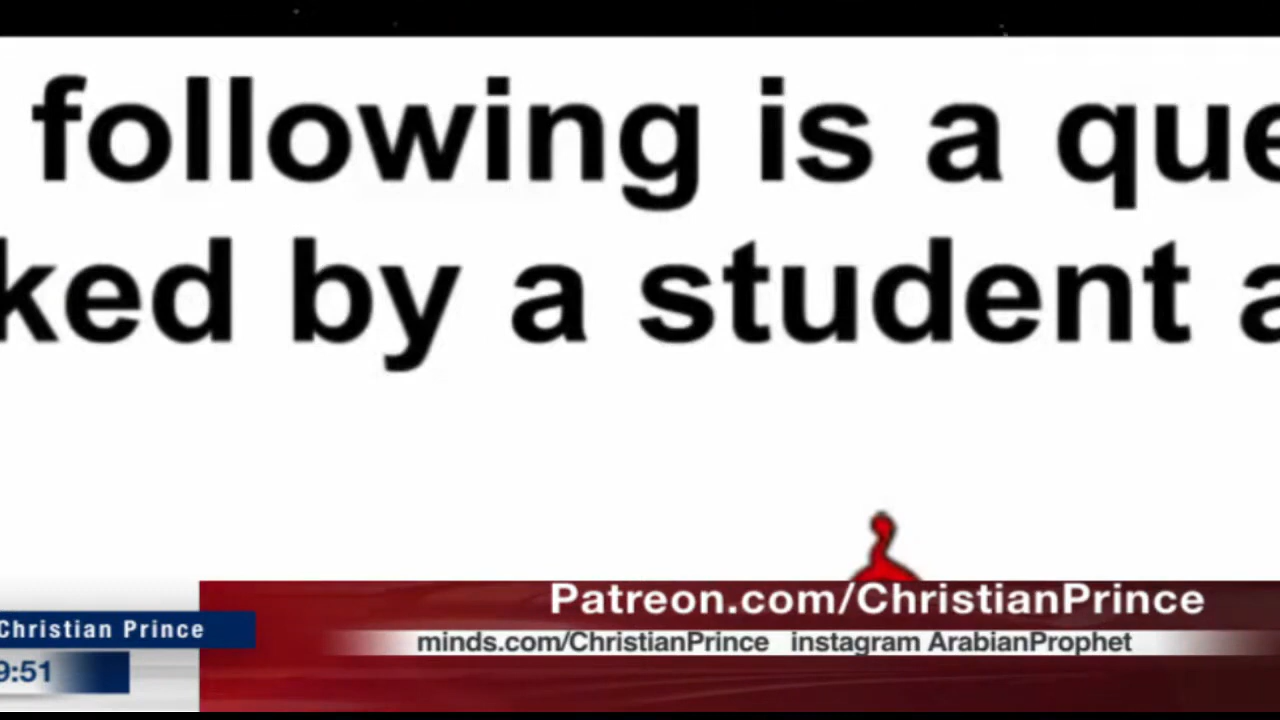 following is a que
ked by a student a
Patreon.com/ChristianPrince
Christian Prince
minds.com/ChristianPrince instagram ArabianProphet
9:51